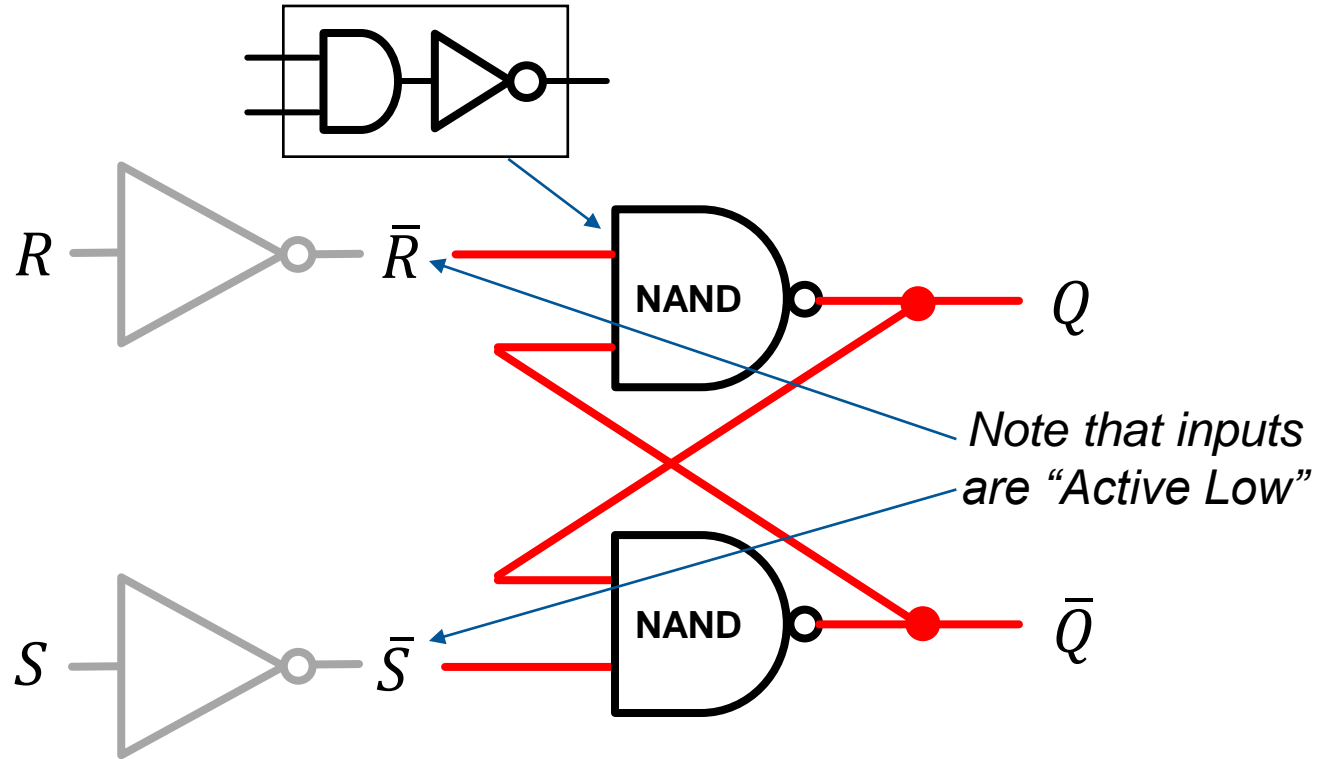 R
R̅
NAND
Q
Note that inputs
are “Active Low”
S
S̅
NAND
Q̅